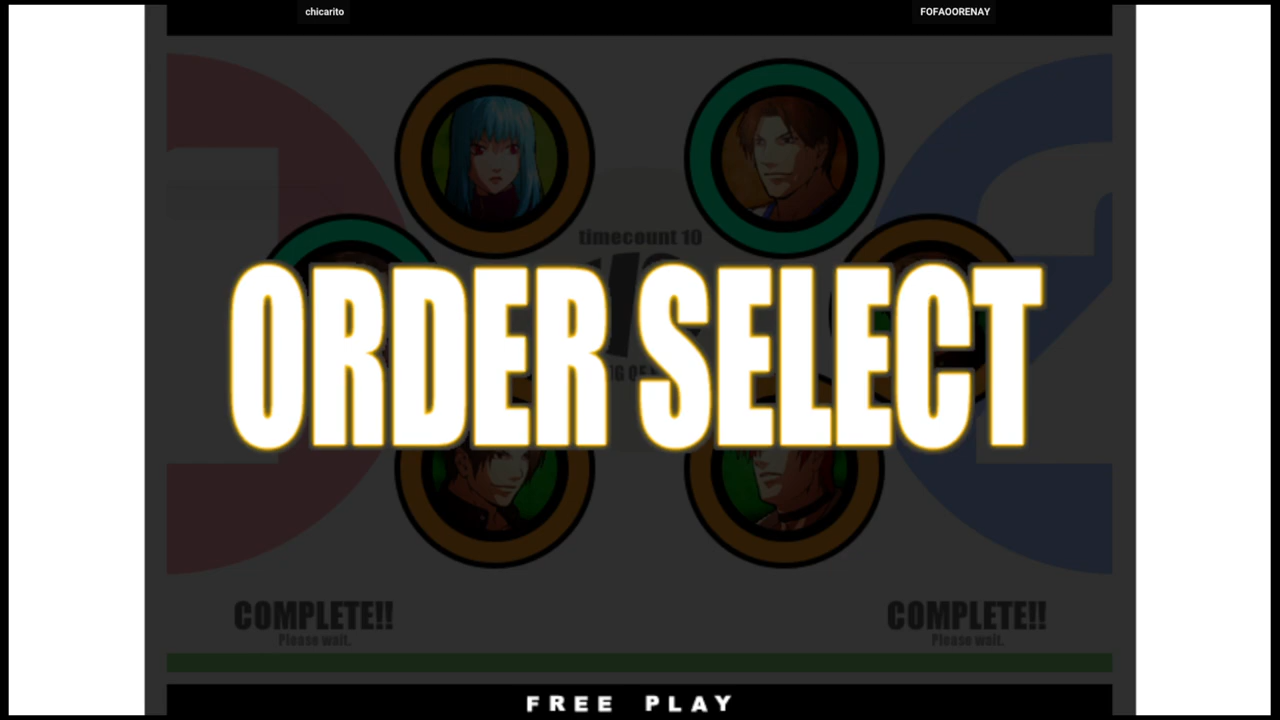 chicarito
FOFAOORENAY
timecount 10
ORDER SELECT
COMPLETE!!
Please wait.
COMPLETE!!
Please wait.
FREE PLAY